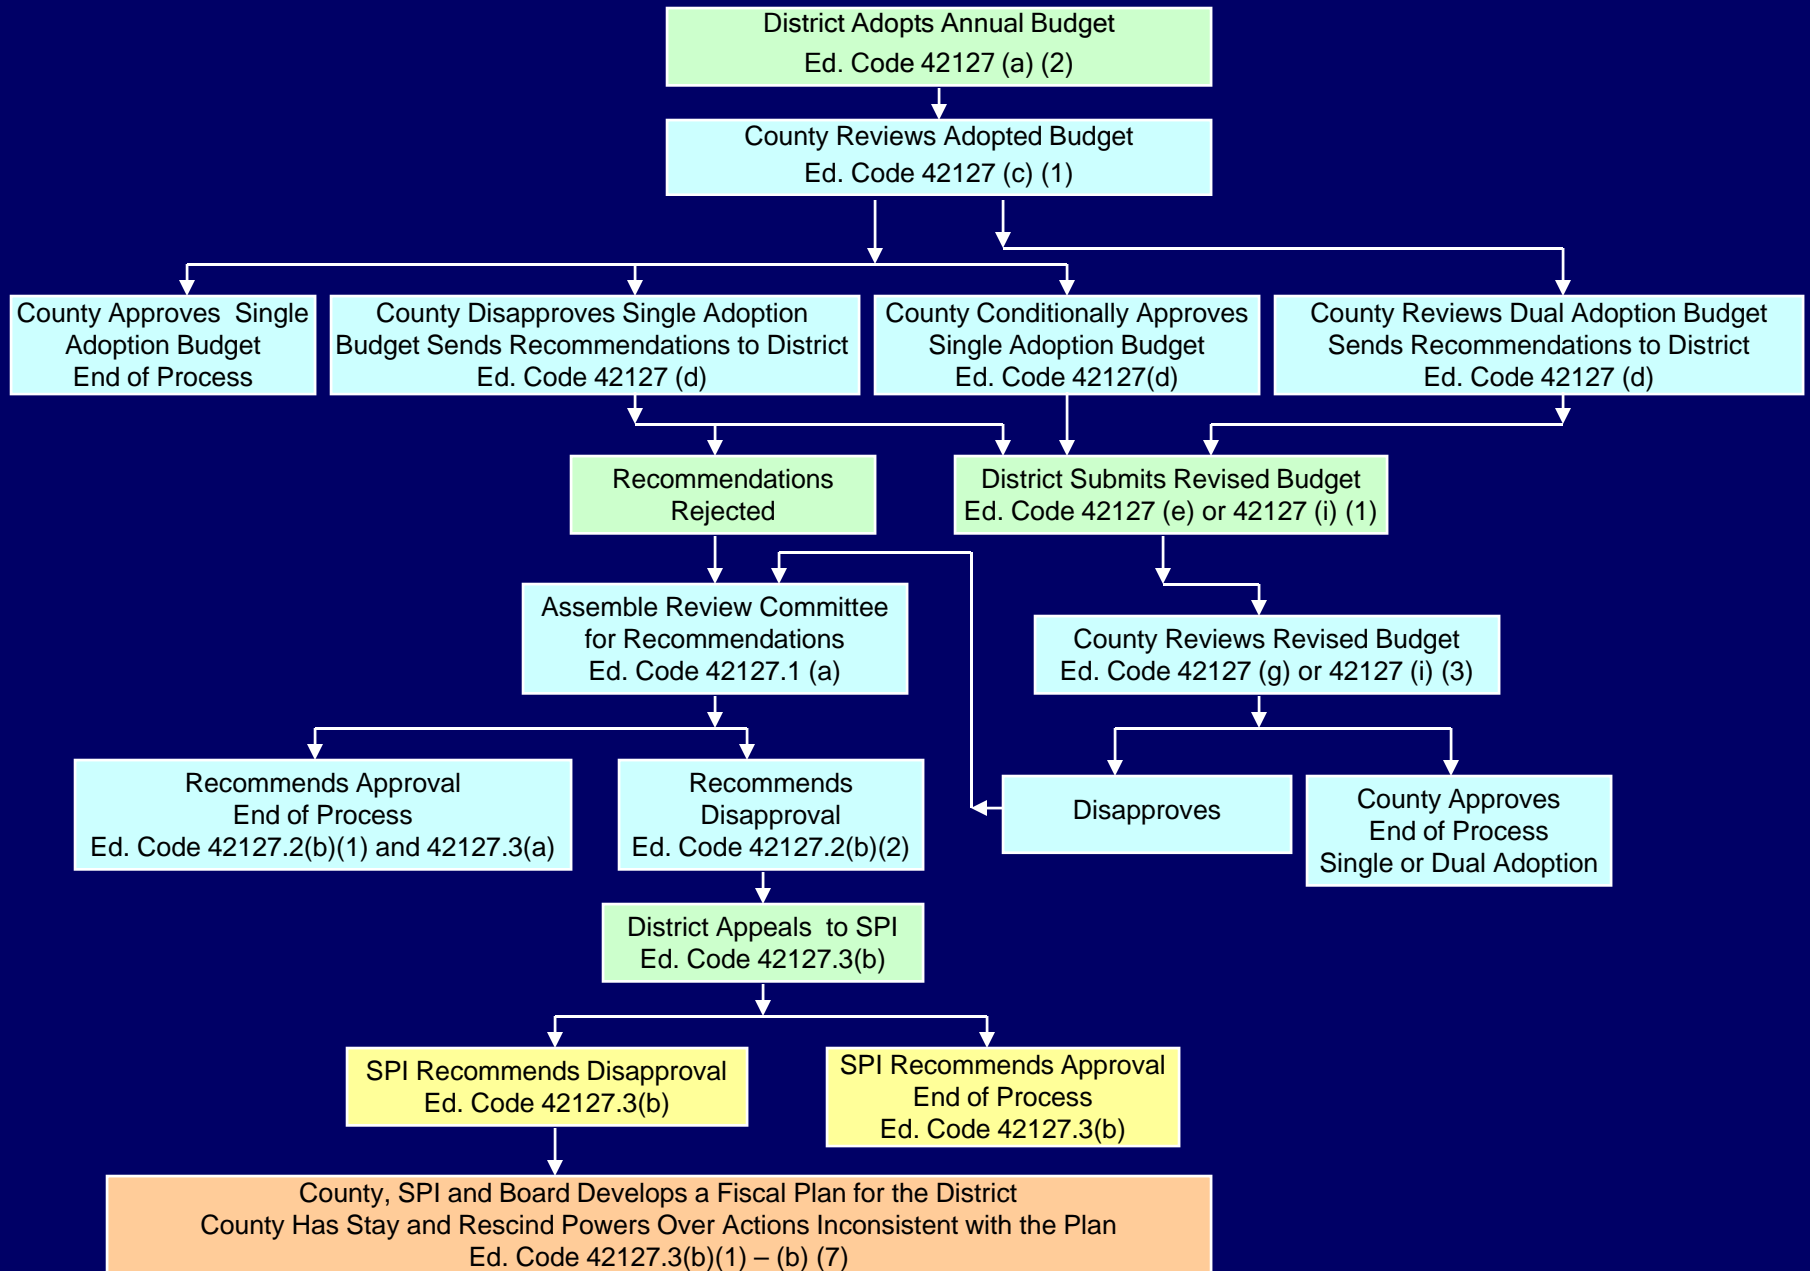 District Adopts Annual Budget
Ed. Code 42127 (a) (2)
County Reviews Adopted Budget
Ed. Code 42127 (c) (1)
County Approves  Single
Adoption Budget
End of Process
County Disapproves Single Adoption
Budget Sends Recommendations to District
Ed. Code 42127 (d)
County Conditionally Approves
Single Adoption Budget
Ed. Code 42127(d)
County Reviews Dual Adoption Budget
Sends Recommendations to District
Ed. Code 42127 (d)
Recommendations
Rejected
District Submits Revised Budget
Ed. Code 42127 (e) or 42127 (i) (1)
Assemble Review Committee
for Recommendations
Ed. Code 42127.1 (a)
County Reviews Revised Budget
Ed. Code 42127 (g) or 42127 (i) (3)
Recommends Approval
End of Process
Ed. Code 42127.2(b)(1) and 42127.3(a)
Recommends
Disapproval
Ed. Code 42127.2(b)(2)
Disapproves
County Approves
End of Process
Single or Dual Adoption
District Appeals  to SPI
Ed. Code 42127.3(b)
SPI Recommends Disapproval
Ed. Code 42127.3(b)
SPI Recommends Approval
End of Process
Ed. Code 42127.3(b)
County, SPI and Board Develops a Fiscal Plan for the District
County Has Stay and Rescind Powers Over Actions Inconsistent with the Plan
Ed. Code 42127.3(b)(1) – (b) (7)